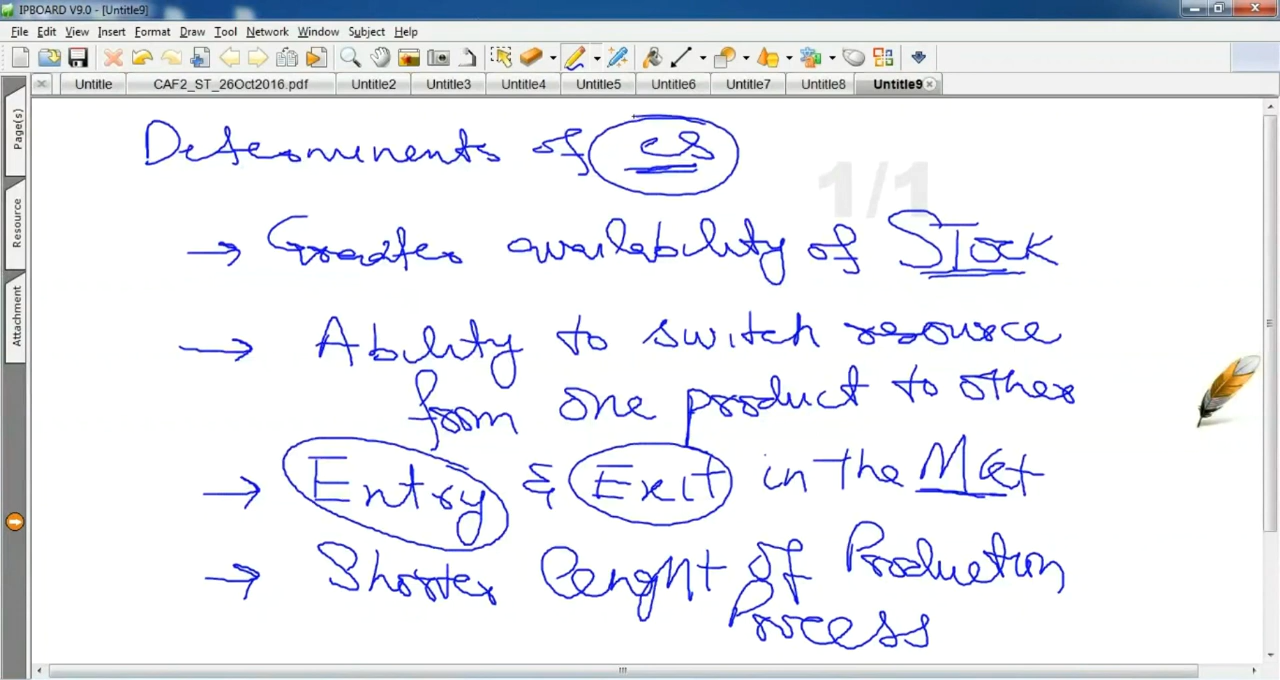 IPBOARD V9.0 - [Untitle9]
File Edit View Insert Format Draw Tool Network Window Subject Help
Untitle CAF2_ST_26Oct2016.pdf Untitle2 Untitle3 Untitle4 Untitle5 Untitle6 Untitle7 Untitle8 Untitle9
Page(s)
Resource
Attachment
1/1
Determinents of es
→ Greater availability of STock
→ Ability to switch resource
from one product to other
→ Entry & Exit in the MKt
→ Shorter lenght of Production
Process